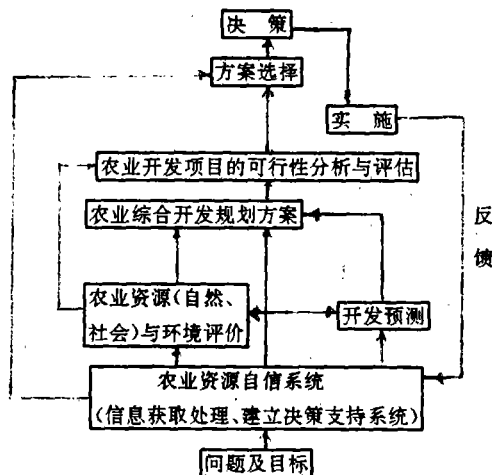 决 策
方案选择
实 施
农业开发项目的可行性分析与评估
农业综合开发规划方案
反
馈
农业资源(自然、
社会)与环境评价
开发预测
农业资源自信系统
(信息获取处理、建立决策支持系统)
问题及目标